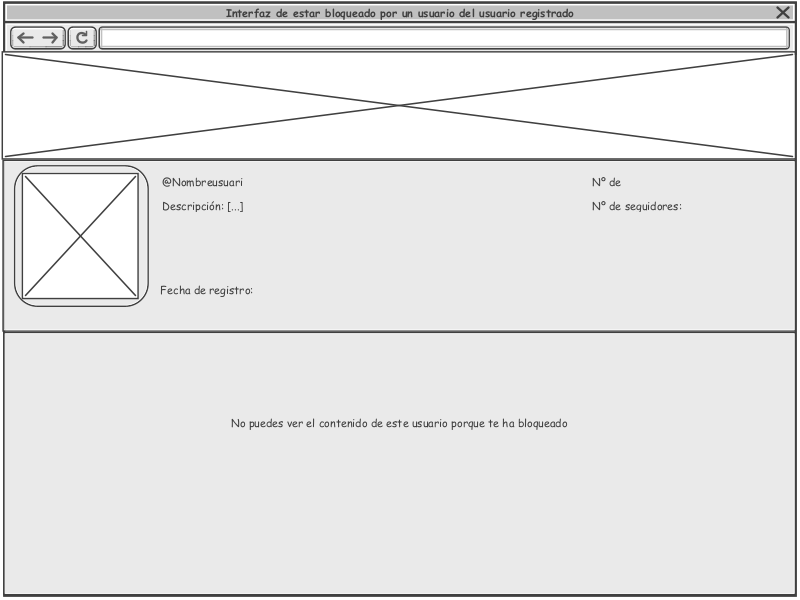 Interfaz de estar bloqueado por un usuario del usuario registrado
@Nombreusuari
Nº de
Descripción: [...]
Nº de seguidores:
Fecha de registro:
No puedes ver el contenido de este usuario porque te ha bloqueado